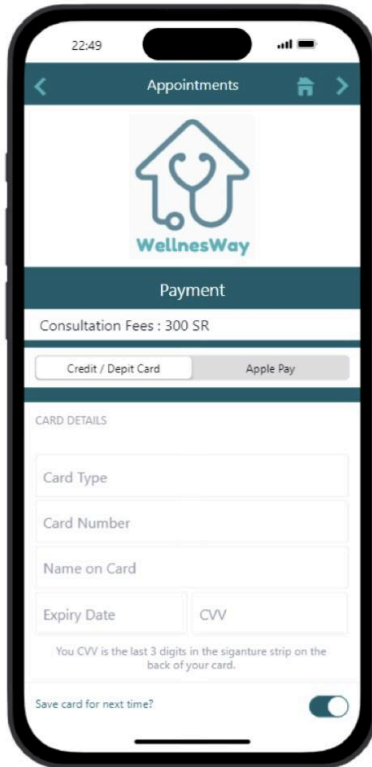 22:49
Appointments
WellnesWay
Payment
Consultation Fees : 300 SR
Credit / Depit Card
Apple Pay
CARD DETAILS
Card Type
Card Number
Name on Card
Expiry Date
CVV
You CVV is the last 3 digits in the siganture strip on the
back of your card.
Save card for next time?